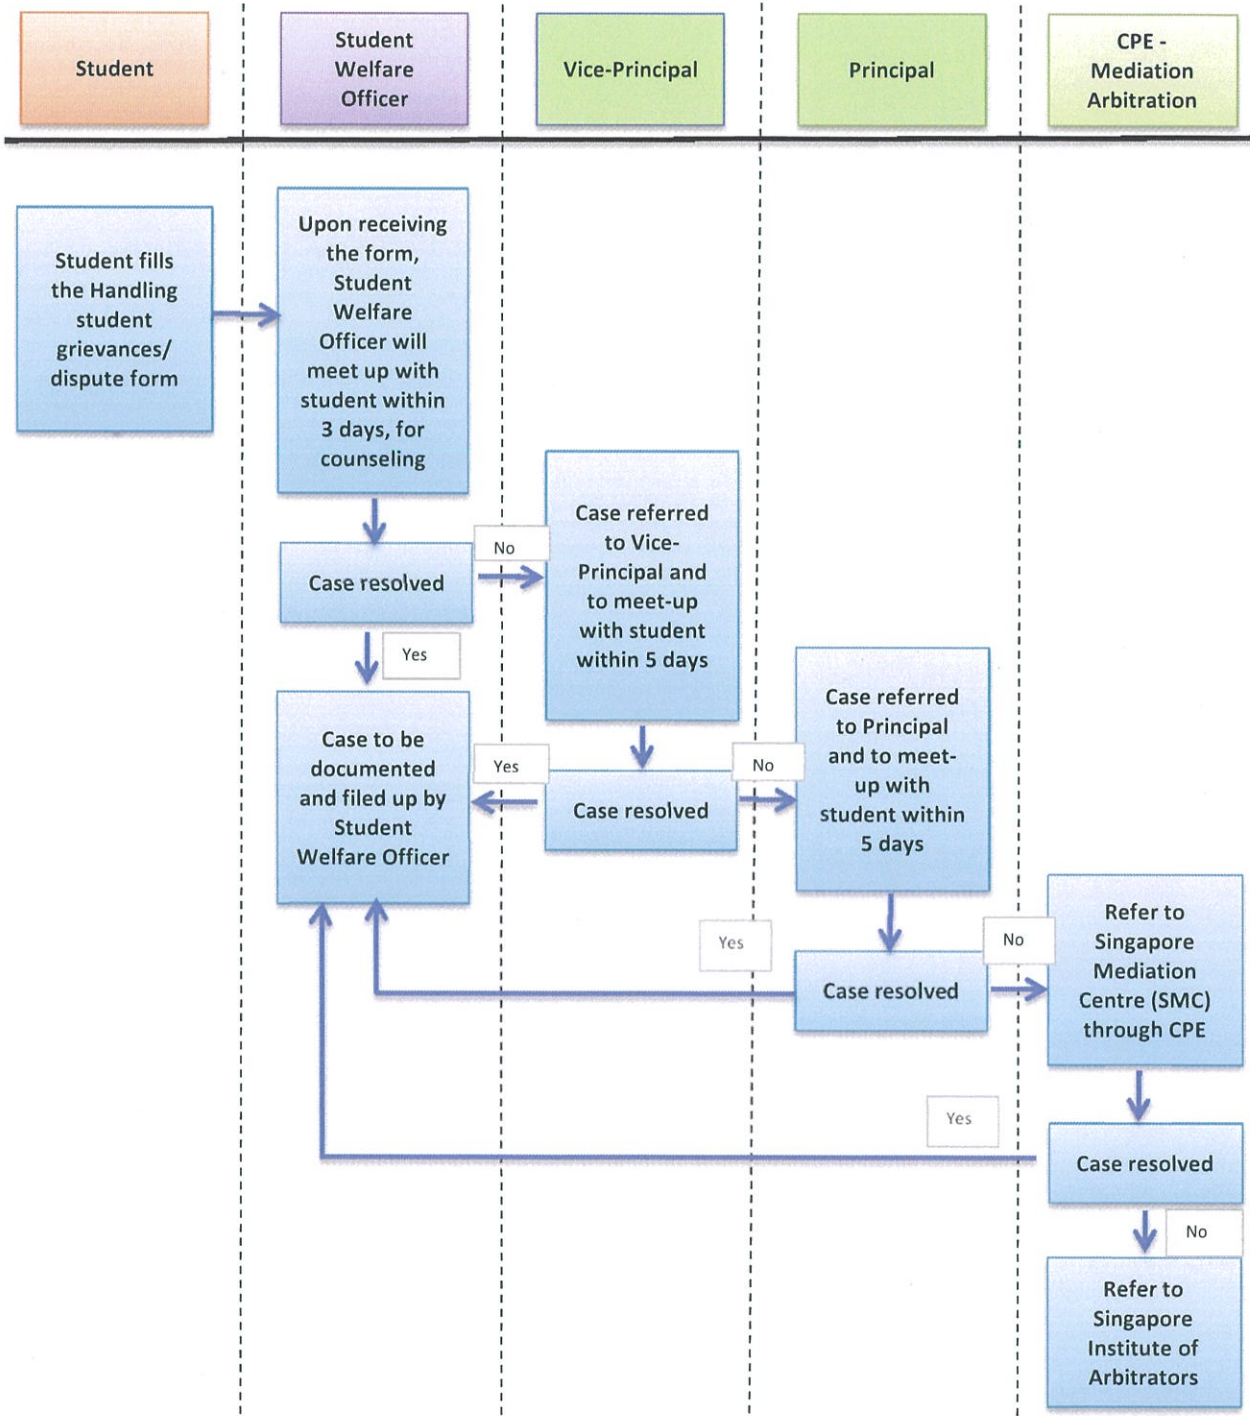 Student
Student
Welfare
Officer
Vice-Principal
Principal
CPE -
Mediation
Arbitration
Student fills
the Handling
student
grievances/
dispute form
Upon receiving
the form,
Student
Welfare
Officer will
meet up with
student within
3 days, for
counseling
Case resolved
No
Yes
Case referred
to Vice-
Principal and
to meet-up
with student
within 5 days
Case to be
documented
and filed up by
Student
Welfare Officer
Yes
Case resolved
No
Case referred
to Principal
and to meet-
up with
student within
5 days
Yes
Case resolved
No
Refer to
Singapore
Mediation
Centre (SMC)
through CPE
Yes
Case resolved
No
Refer to
Singapore
Institute of
Arbitrators